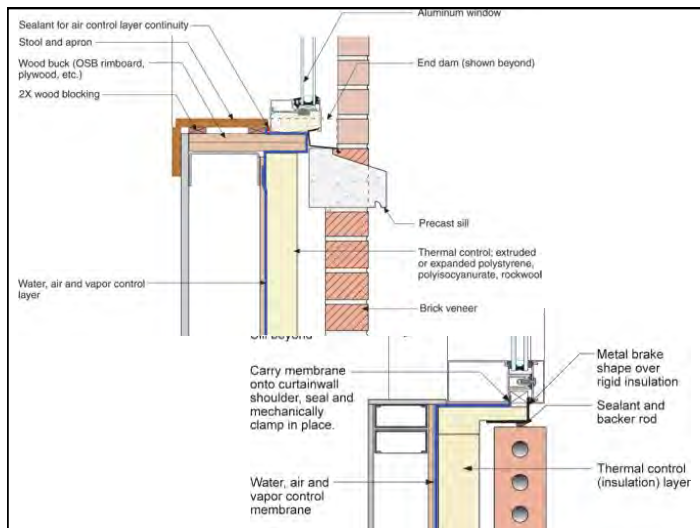 Sealant for air control layer continuity
Stool and apron
Wood buck (OSB rimboard,
plywood, etc.)
2X wood blocking
Water, air and vapor control
layer
Aluminum window
End dam (shown beyond)
Precast sill
Thermal control; extruded
or expanded polystyrene,
polyisocyanurate, rockwool
Brick veneer
beyond
Carry membrane
onto curtainwall
shoulder, seal and
mechanically
clamp in place.
Water, air and
vapor control
membrane
Metal brake
shape over
rigid insulation
Sealant and
backer rod
Thermal control
(insulation) layer